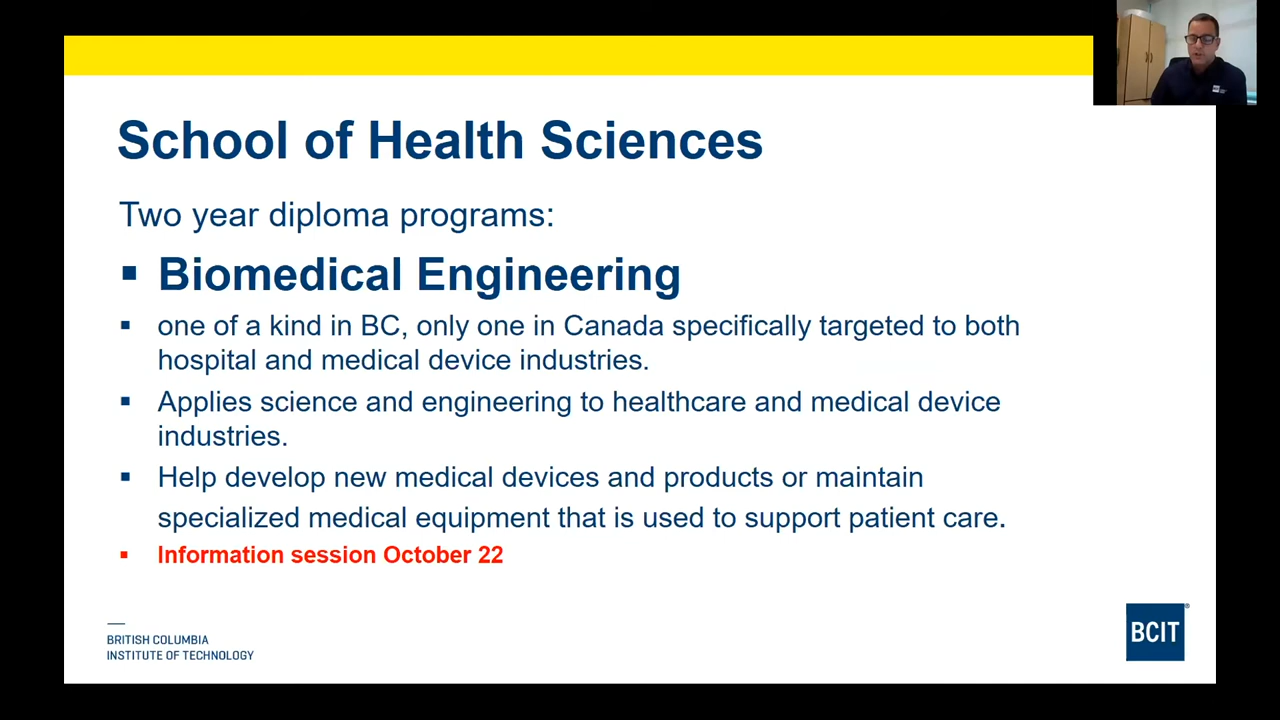 School of Health Sciences
Two year diploma programs:
▪ Biomedical Engineering
▪ one of a kind in BC, only one in Canada specifically targeted to both
hospital and medical device industries.
▪ Applies science and engineering to healthcare and medical device
industries.
▪ Help develop new medical devices and products or maintain
specialized medical equipment that is used to support patient care.
▪ Information session October 22
BRITISH COLUMBIA
INSTITUTE OF TECHNOLOGY
BCIT®